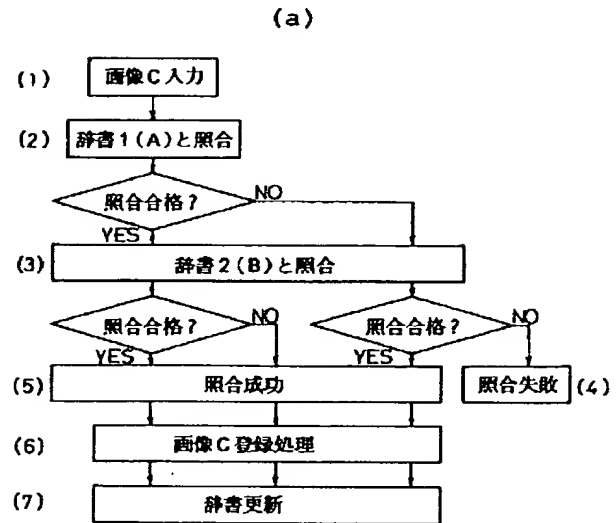 (a)
(1) 画像C入力
(2) 辞書1(A)と照合
照合合格? NO
YES
(3) 辞書2(B)と照合
照合合格? NO 照合合格? NO
YES YES
(5) 照合成功 照合失敗 (4)
(6) 画像C登録処理
(7) 辞書更新